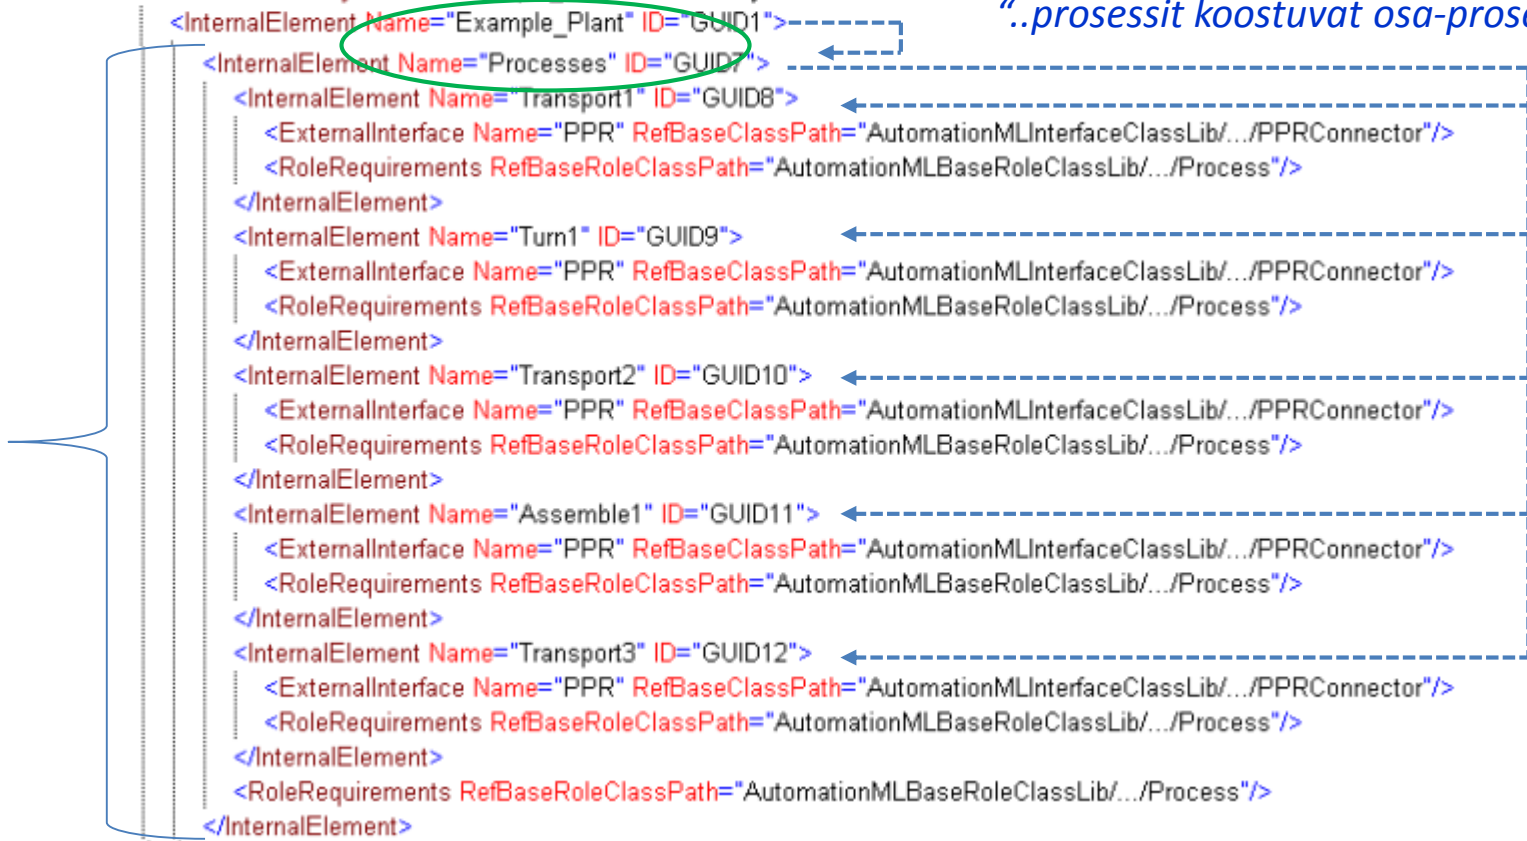 <InternalElement Name="Example_Plant" ID="GUID1">
“..prosessit koostuvat
<InternalElement Name="Processes" ID="GUID7">
<InternalElement Name="Transport1" ID="GUID8">
<ExternalInterface Name="PPR" RefBaseClassPath="AutomationMLInterfaceClassLib/.../PPRConnector"/>
<RoleRequirements RefBaseRoleClassPath="AutomationMLBaseRoleClassLib/.../Process"/>
</InternalElement>
<InternalElement Name="Turn1" ID="GUID9">
<ExternalInterface Name="PPR" RefBaseClassPath="AutomationMLInterfaceClassLib/.../PPRConnector"/>
<RoleRequirements RefBaseRoleClassPath="AutomationMLBaseRoleClassLib/.../Process"/>
</InternalElement>
<InternalElement Name="Transport2" ID="GUID10">
<ExternalInterface Name="PPR" RefBaseClassPath="AutomationMLInterfaceClassLib/.../PPRConnector"/>
<RoleRequirements RefBaseRoleClassPath="AutomationMLBaseRoleClassLib/.../Process"/>
</InternalElement>
<InternalElement Name="Assemble1" ID="GUID11">
<ExternalInterface Name="PPR" RefBaseClassPath="AutomationMLInterfaceClassLib/.../PPRConnector"/>
<RoleRequirements RefBaseRoleClassPath="AutomationMLBaseRoleClassLib/.../Process"/>
</InternalElement>
<InternalElement Name="Transport3" ID="GUID12">
<ExternalInterface Name="PPR" RefBaseClassPath="AutomationMLInterfaceClassLib/.../PPRConnector"/>
<RoleRequirements RefBaseRoleClassPath="AutomationMLBaseRoleClassLib/.../Process"/>
</InternalElement>
<RoleRequirements RefBaseRoleClassPath="AutomationMLBaseRoleClassLib/.../Process"/>
</InternalElement>